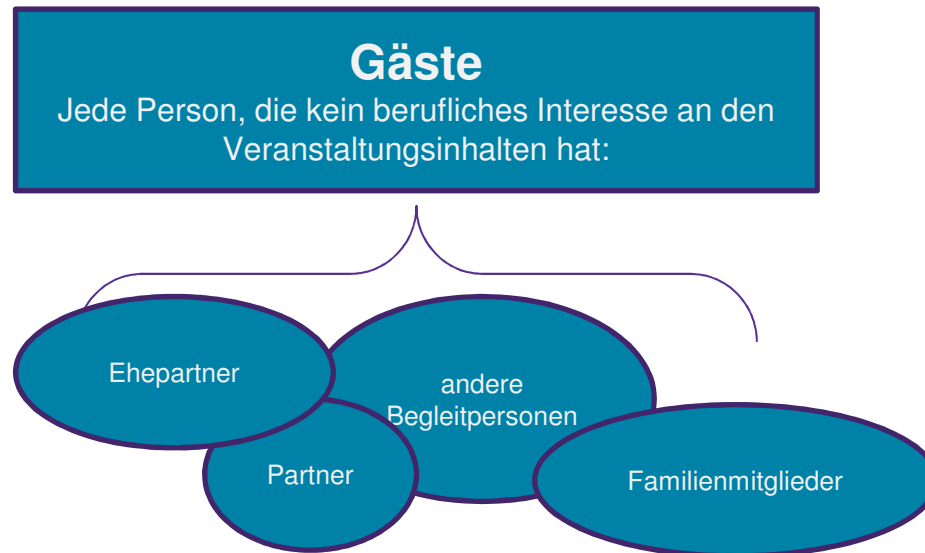 Gäste
Jede Person, die kein berufliches Interesse an den
Veranstaltungsinhalten hat:
Ehepartner
andere
Begleitpersonen
Partner
Familienmitglieder